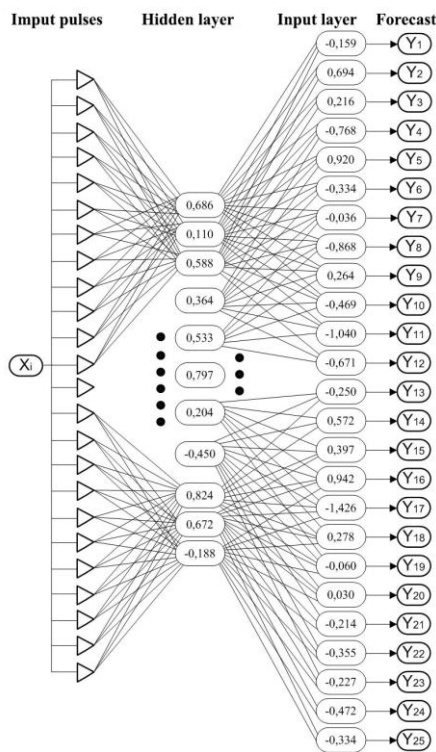 Imput pulses Hidden layer Input layer Forecast
-0,159 Y1
0,694 Y2
0,216 Y3
-0,768 Y4
0,920 Y5
-0,334 Y6
0,686
-0,036 Y7
0,110
-0,868 Y8
0,588
0,264 Y9
0,364
-0,469 Y10
0,533
-1,040 Y11
Xi
-0,671 Y12
0,797
-0,250 Y13
0,204
0,572 Y14
-0,450
0,397 Y15
0,942 Y16
0,824
-1,426 Y17
0,672
0,278 Y18
-0,188
-0,060 Y19
0,030 Y20
-0,214 Y21
-0,355 Y22
-0,227 Y23
-0,472 Y24
-0,334 Y25